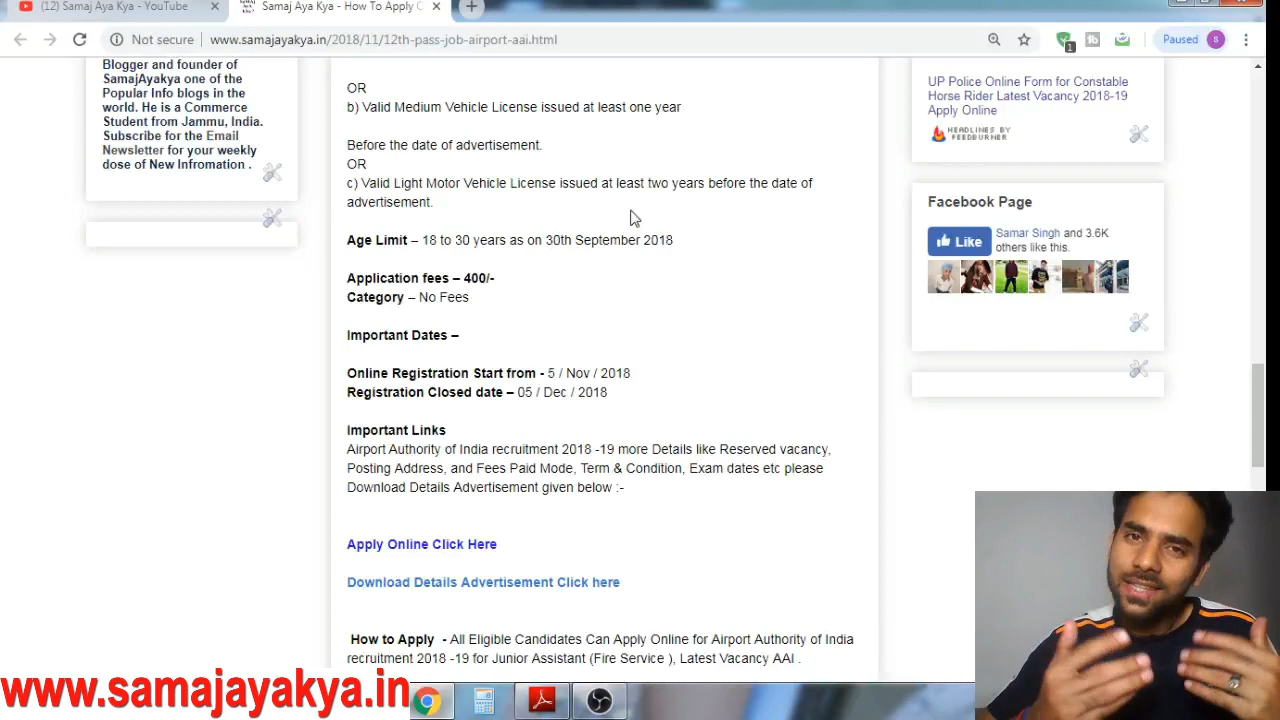 (12) Samaj Aya Kya - YouTube
Samaj Aya Kya - How To Apply C
Not secure
www.samajayakya.in/2018/11/12th-pass-job-airport-aai.html
1
Paused
S
Blogger and founder of
SamajAyakya one of the
Popular Info blogs in the
world. He is a Commerce
Student from Jammu, India.
Subscribe for the Email
Newsletter for your weekly
dose of New Infromation .
OR
b) Valid Medium Vehicle License issued at least one year
Before the date of advertisement.
OR
c) Valid Light Motor Vehicle License issued at least two years before the date of
advertisement.
Age Limit – 18 to 30 years as on 30th September 2018
Application fees – 400/-
Category – No Fees
Important Dates –
Online Registration Start from - 5 / Nov / 2018
Registration Closed date – 05 / Dec / 2018
Important Links
Airport Authority of India recruitment 2018 -19 more Details like Reserved vacancy,
Posting Address, and Fees Paid Mode, Term & Condition, Exam dates etc please
Download Details Advertisement given below :-
Apply Online Click Here
Download Details Advertisement Click here
How to Apply - All Eligible Candidates Can Apply Online for Airport Authority of India
recruitment 2018 -19 for Junior Assistant (Fire Service ), Latest Vacancy AAI .
UP Police Online Form for Constable
Horse Rider Latest Vacancy 2018-19
Apply Online
HEADLINES BY
FEEDBURNER
Facebook Page
Like
Samar Singh and 3.6K
others like this.
www.samajayakya.in